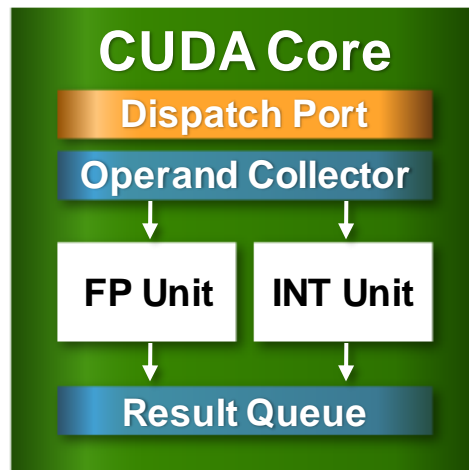 CUDA Core
Dispatch Port
Operand Collector
FP Unit INT Unit
Result Queue